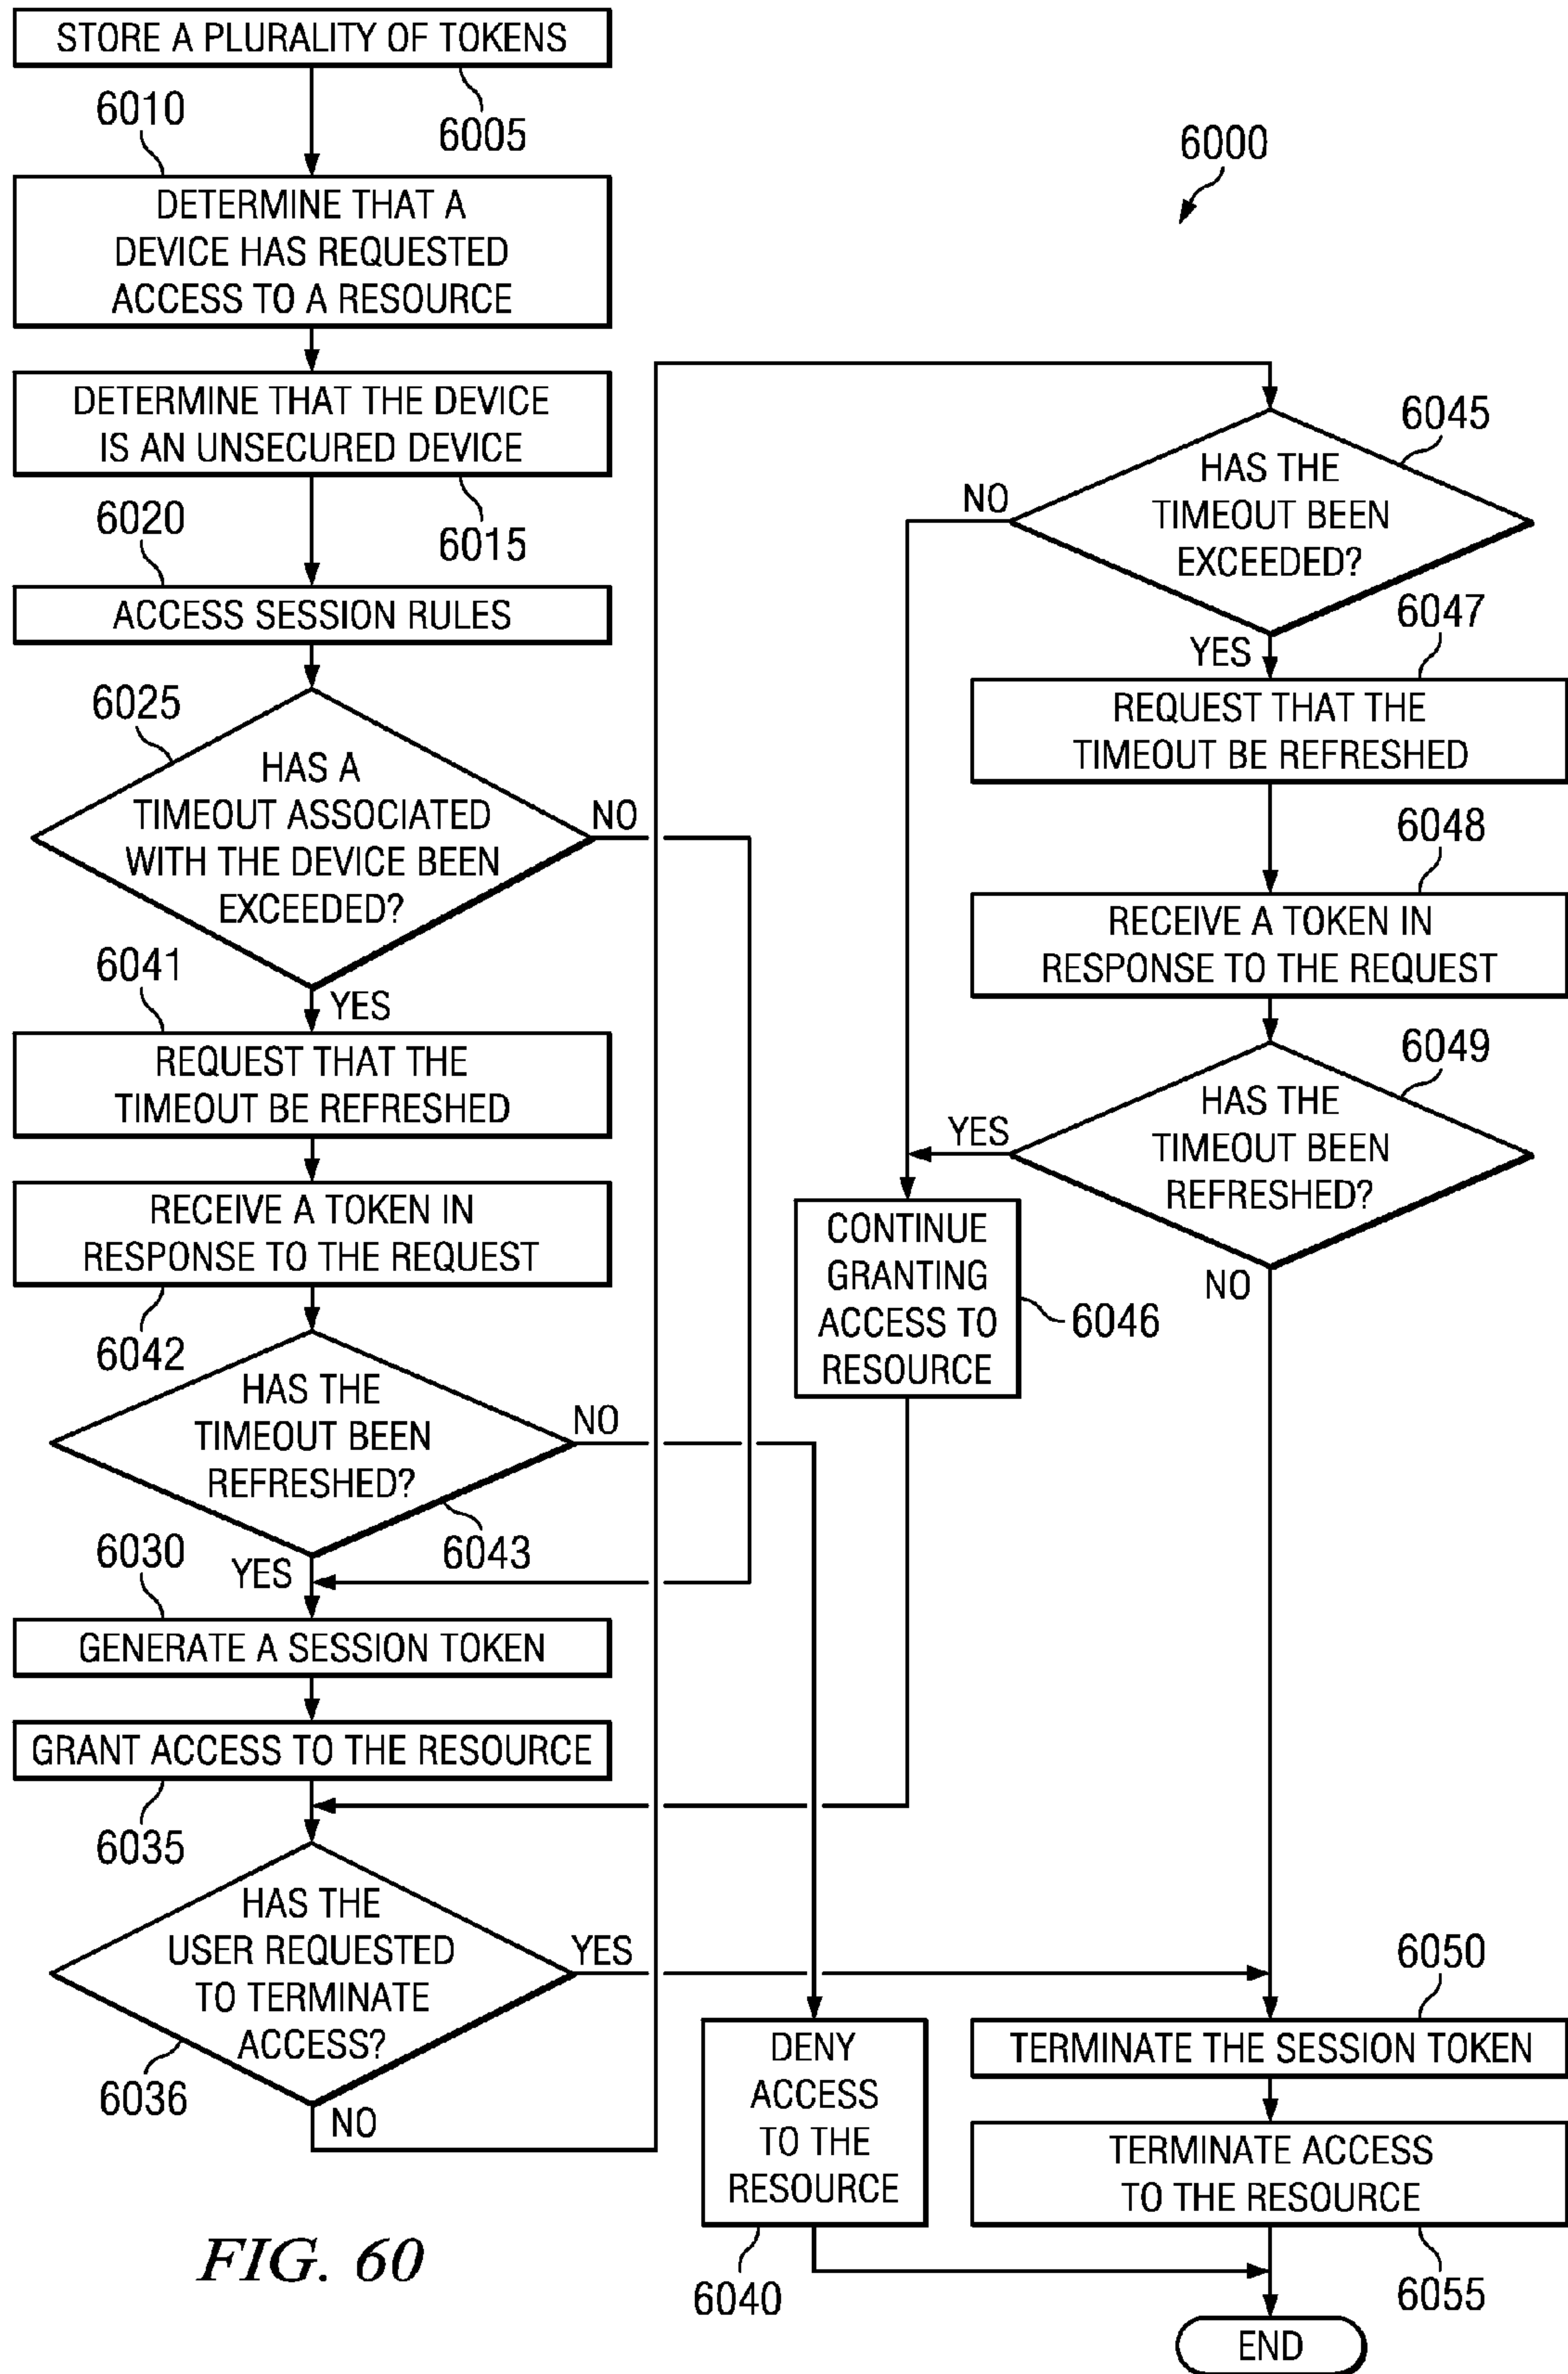 STORE A PLURALITY OF TOKENS
6005
6010
DETERMINE THAT A
DEVICE HAS REQUESTED
ACCESS TO A RESOURCE
6000
DETERMINE THAT THE DEVICE
IS AN UNSECURED DEVICE
6015
6020
ACCESS SESSION RULES
6025
HAS A
TIMEOUT ASSOCIATED
WITH THE DEVICE BEEN
EXCEEDED?
NO
YES
6041
REQUEST THAT THE
TIMEOUT BE REFRESHED
RECEIVE A TOKEN IN
RESPONSE TO THE REQUEST
6042
HAS THE
TIMEOUT BEEN
REFRESHED?
NO
6043
YES
6030
GENERATE A SESSION TOKEN
GRANT ACCESS TO THE RESOURCE
6035
HAS THE
USER REQUESTED
TO TERMINATE
ACCESS?
YES
6036
NO
6045
HAS THE
TIMEOUT BEEN
EXCEEDED?
NO
YES
6047
REQUEST THAT THE
TIMEOUT BE REFRESHED
6048
RECEIVE A TOKEN IN
RESPONSE TO THE REQUEST
6049
HAS THE
TIMEOUT BEEN
REFRESHED?
YES
NO
CONTINUE
GRANTING
ACCESS TO
RESOURCE
6046
DENY
ACCESS
TO THE
RESOURCE
6040
6050
TERMINATE THE SESSION TOKEN
TERMINATE ACCESS
TO THE RESOURCE
6055
END
FIG. 60